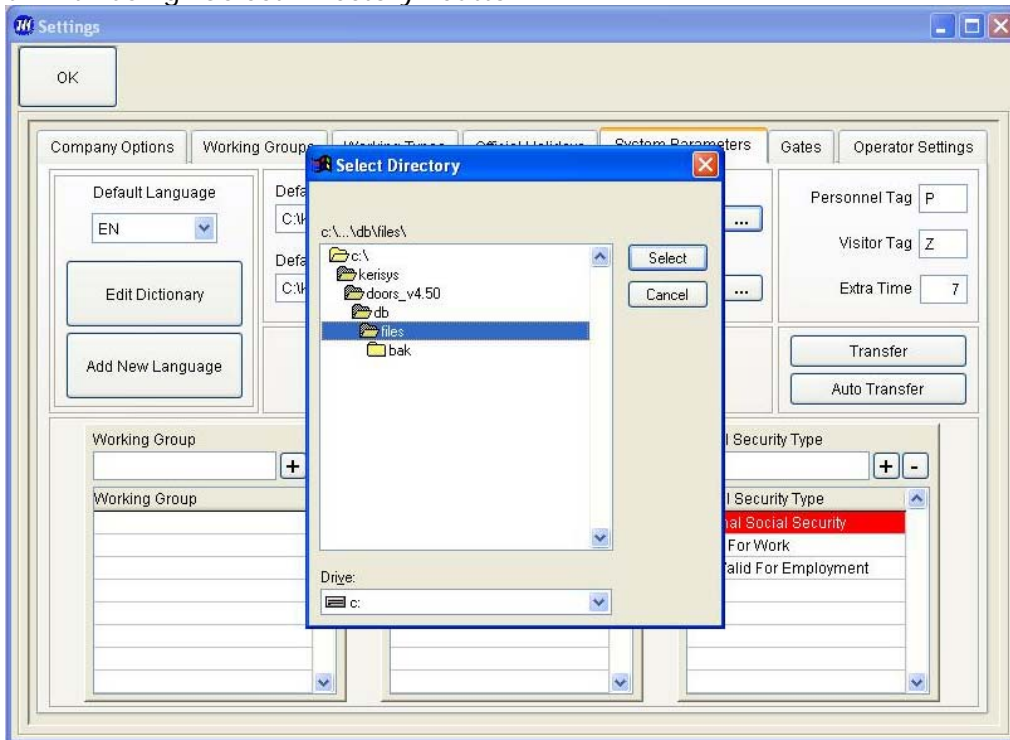 Settings
OK
Company Options Working Groups System Parameters Gates Operator Settings
Select Directory
Default Language
EN
Edit Dictionary
Add New Language
c:\...\db\files\
c:\
kerisys
doors_v4.50
db
files
bak
Select
Cancel
...
...
Drive:
c:
Personnel Tag P
Visitor Tag Z
Extra Time 7
Transfer
Auto Transfer
Working Group
+
Working Group
Security Type
+ -
Security Type
Social Security
For Work
For Employment